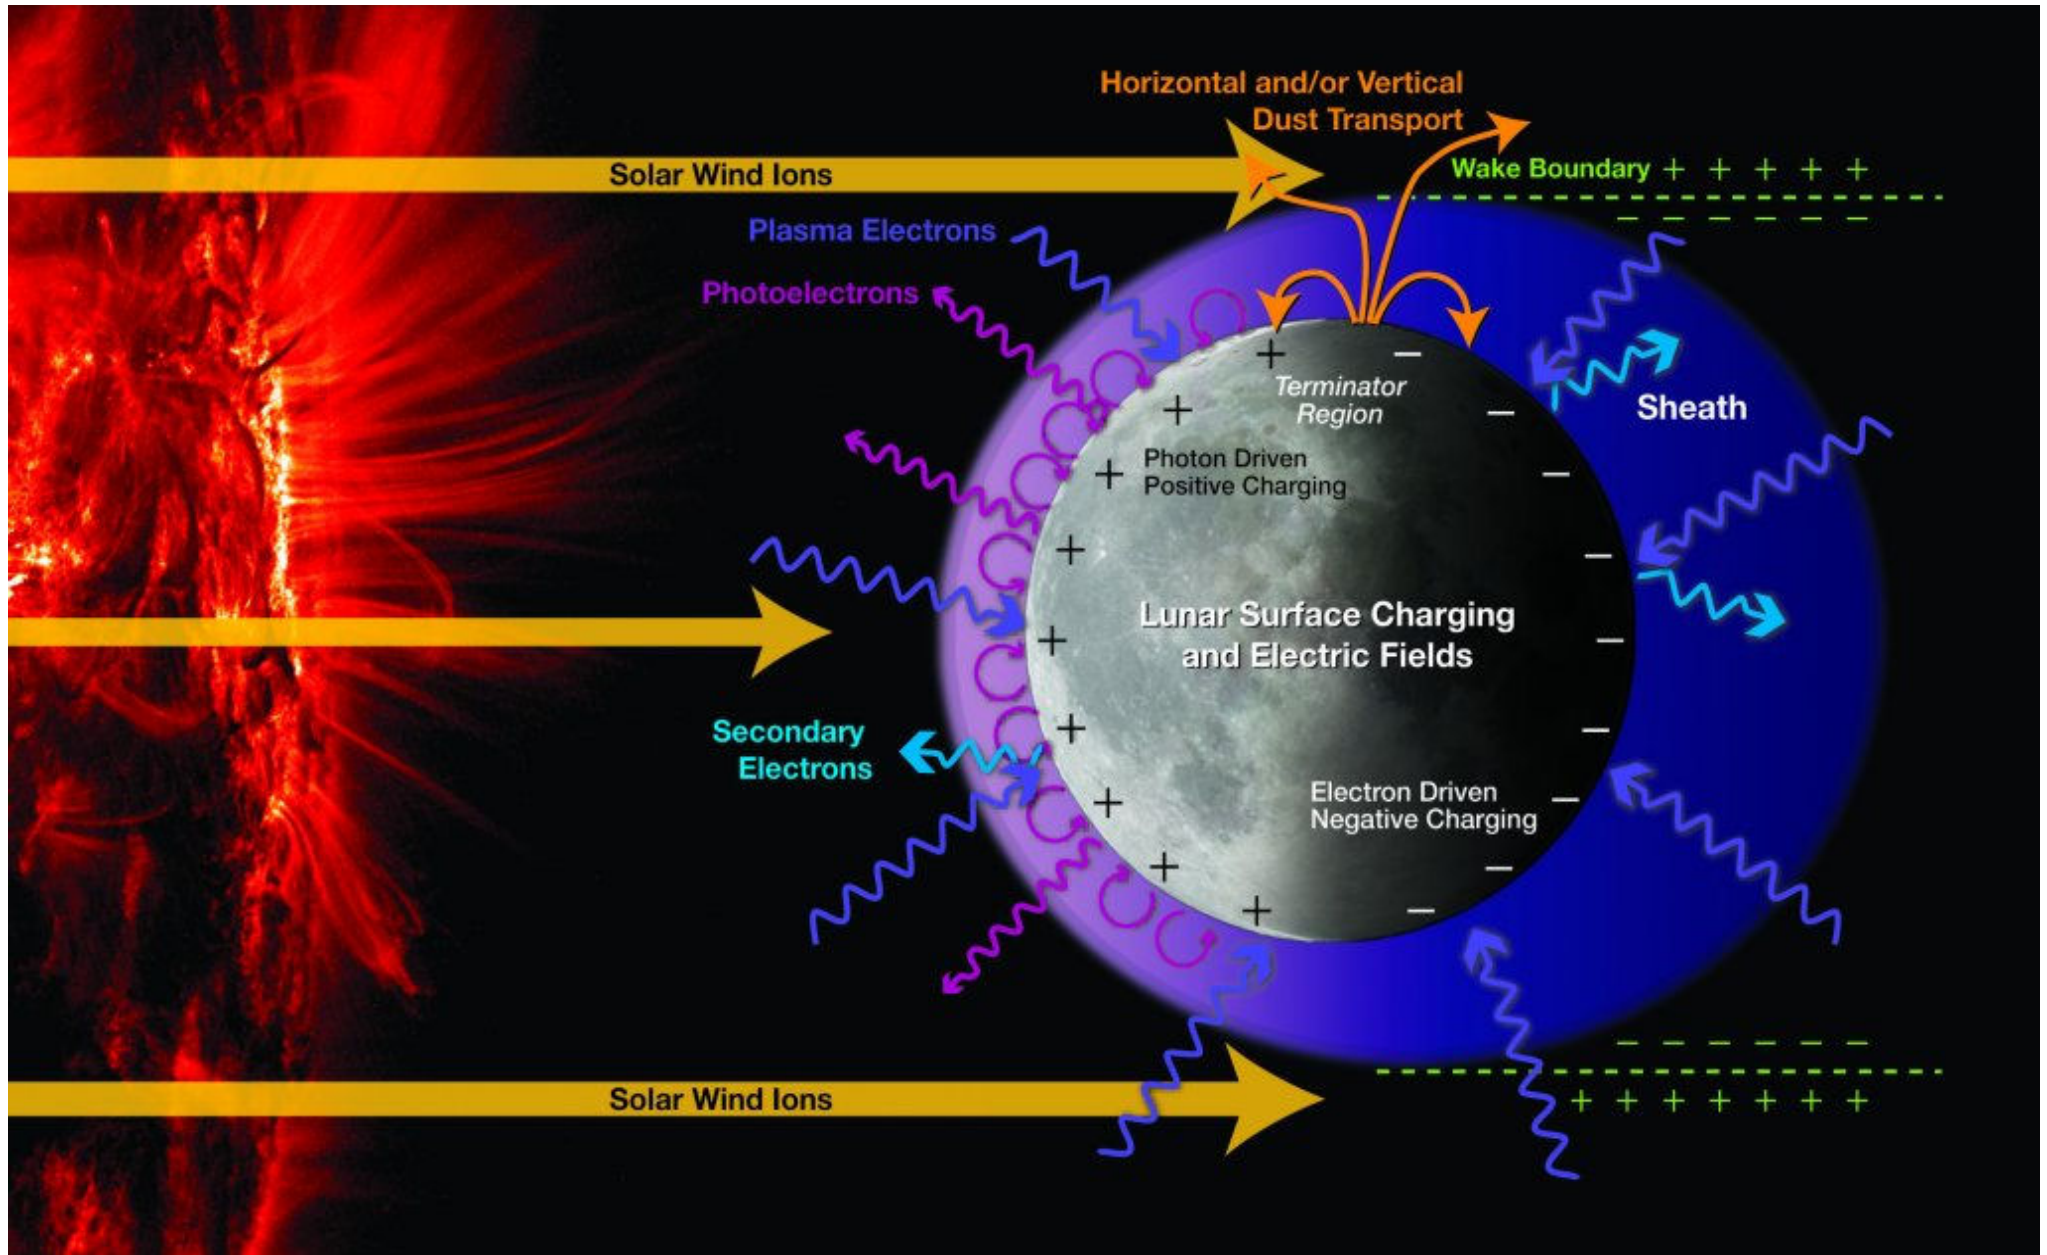 Horizontal and/or Vertical
Dust Transport
Solar Wind Ions
Wake Boundary + + + + +
− − − − − −
Plasma Electrons
Photoelectrons
+ −
Terminator
Region
+ −
Sheath
+ −
Photon Driven
Positive Charging
+ −
Lunar Surface Charging
and Electric Fields
+ −
Secondary
Electrons
+ −
Electron Driven
Negative Charging
+ −
+ −
+ −
− − − − − −
Solar Wind Ions
+ + + + + + +